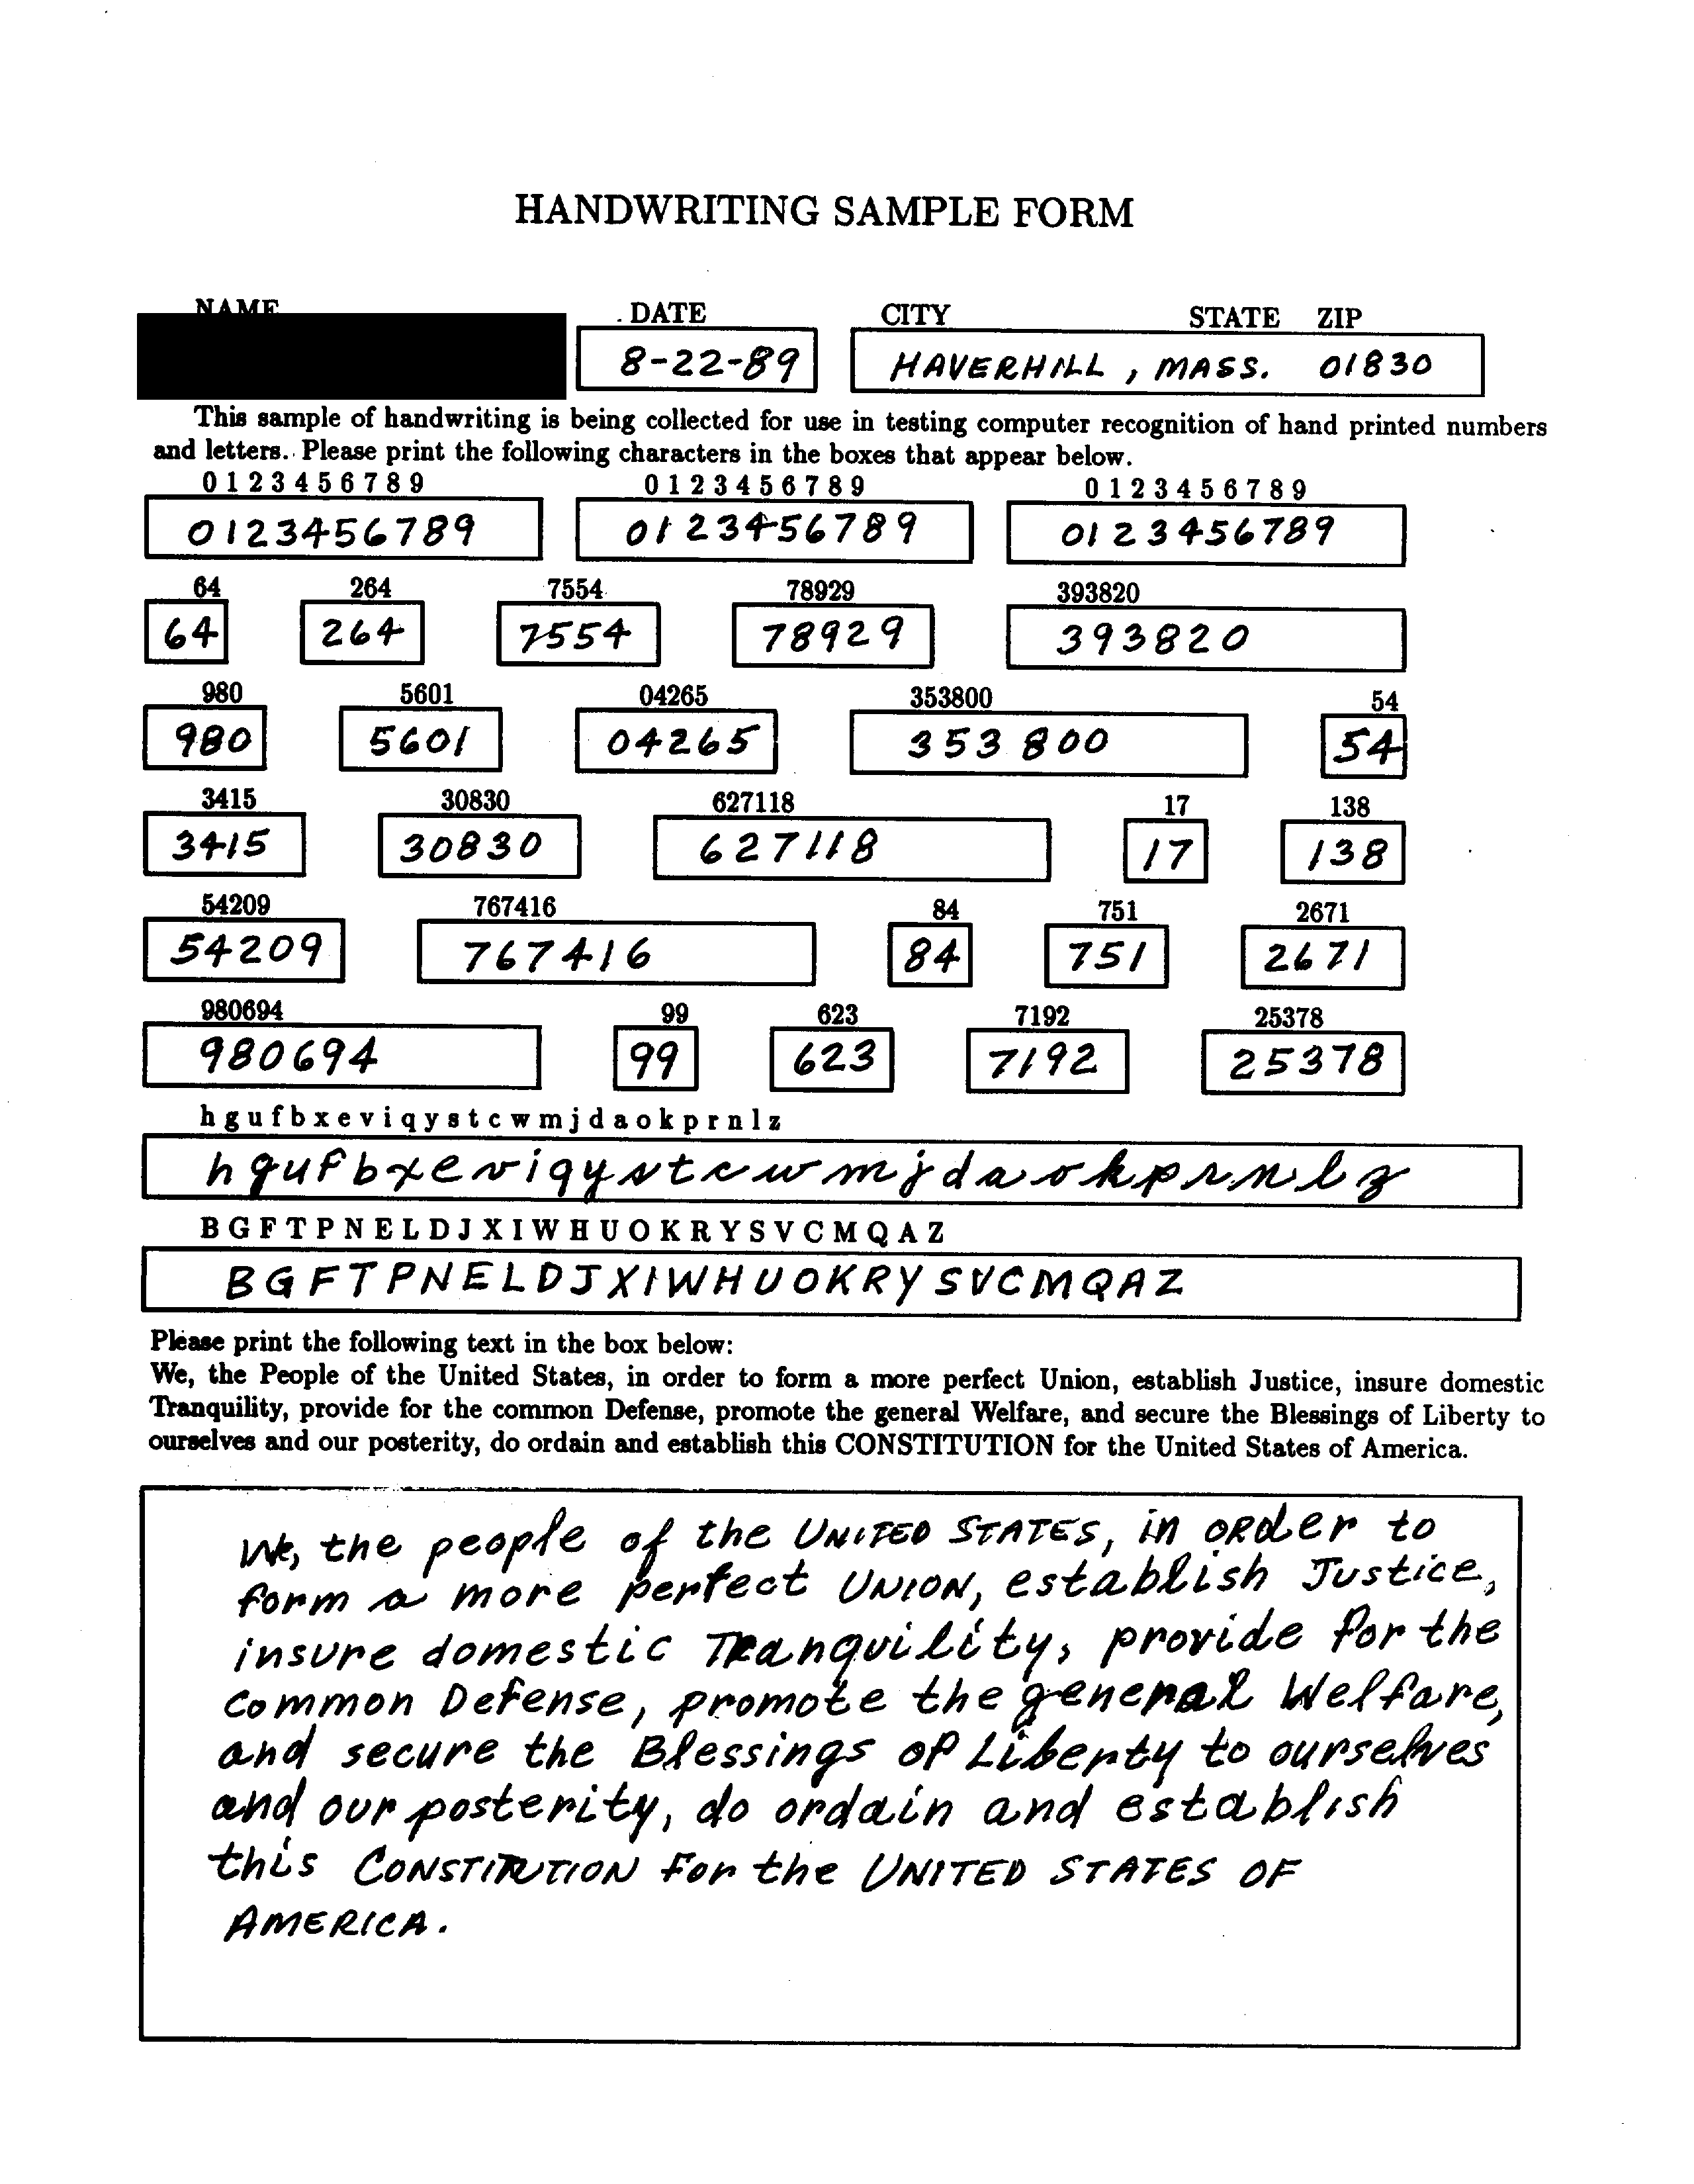 HANDWRITING SAMPLE FORM
NAME DATE CITY STATE ZIP
8-22-89 HAVERHILL, MASS. 01830
This sample of handwriting is being collected for use in testing computer recognition of hand printed numbers
and letters. Please print the following characters in the boxes that appear below.
0 1 2 3 4 5 6 7 8 9 0 1 2 3 4 5 6 7 8 9 0 1 2 3 4 5 6 7 8 9
0123456789 0123456789 0123456789
64 264 7554 78929 393820
64 264 7554 78929 393820
980 5601 04265 353800 54
980 5601 04265 353800 54
3415 30830 627118 17 138
3415 30830 627118 17 138
54209 767416 84 751 2671
54209 767416 84 751 2671
980694 99 623 7192 25378
980694 99 623 7192 25378
h g u f b x e v i q y s t c w m j d a o k p r n l z
h g u f b x e v i q y s t c w m j d a o k p r n l z
B G F T P N E L D J X I W H U O K R Y S V C M Q A Z
B G F T P N E L D J X I W H U O K R Y S V C M Q A Z
Please print the following text in the box below:
We, the People of the United States, in order to form a more perfect Union, establish Justice, insure domestic
Tranquility, provide for the common Defense, promote the general Welfare, and secure the Blessings of Liberty to
ourselves and our posterity, do ordain and establish this CONSTITUTION for the United States of America.
We, the people of the UNITED STATES, in ORder to
form a more perfect UNION, establish Justice,
insure domestic TRanquility, provide for the
Common Defense, promote the general Welfare,
and secure the Blessings of Liberty to ourselves
and our posterity, do ordain and establish
this CONSTITUTION For the UNITED STATES OF
AMERICA.